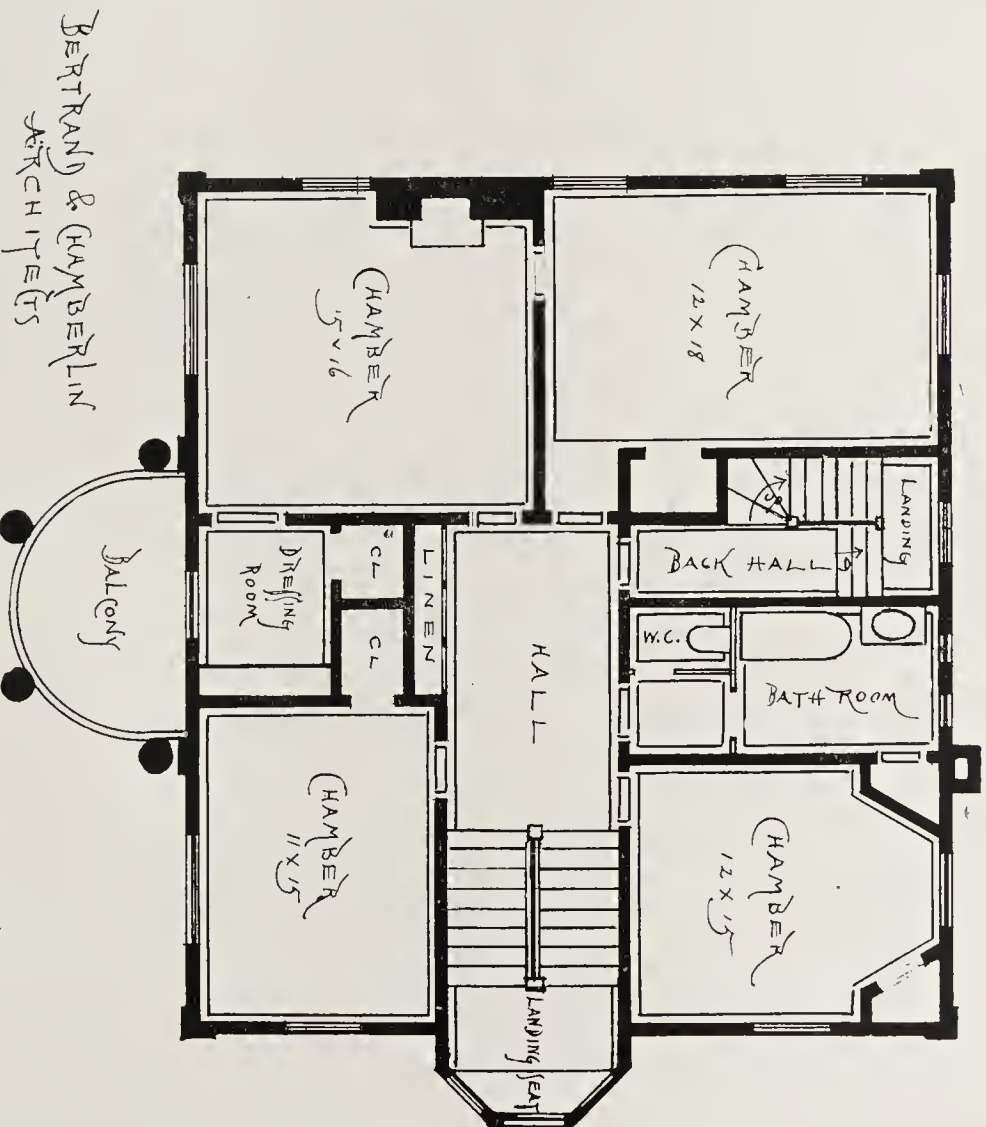 BERTRAND & CHAMBERLIN
ARCHITECTS
CHAMBER
15 x 16
CHAMBER
12 X 18
LANDING
UP
BACK HALL
DRESSING
ROOM
CL
CL
LINEN
HALL
W.C.
BATH ROOM
BALCONY
CHAMBER
11 X 15
CHAMBER
12 X 15
LANDING SEAT